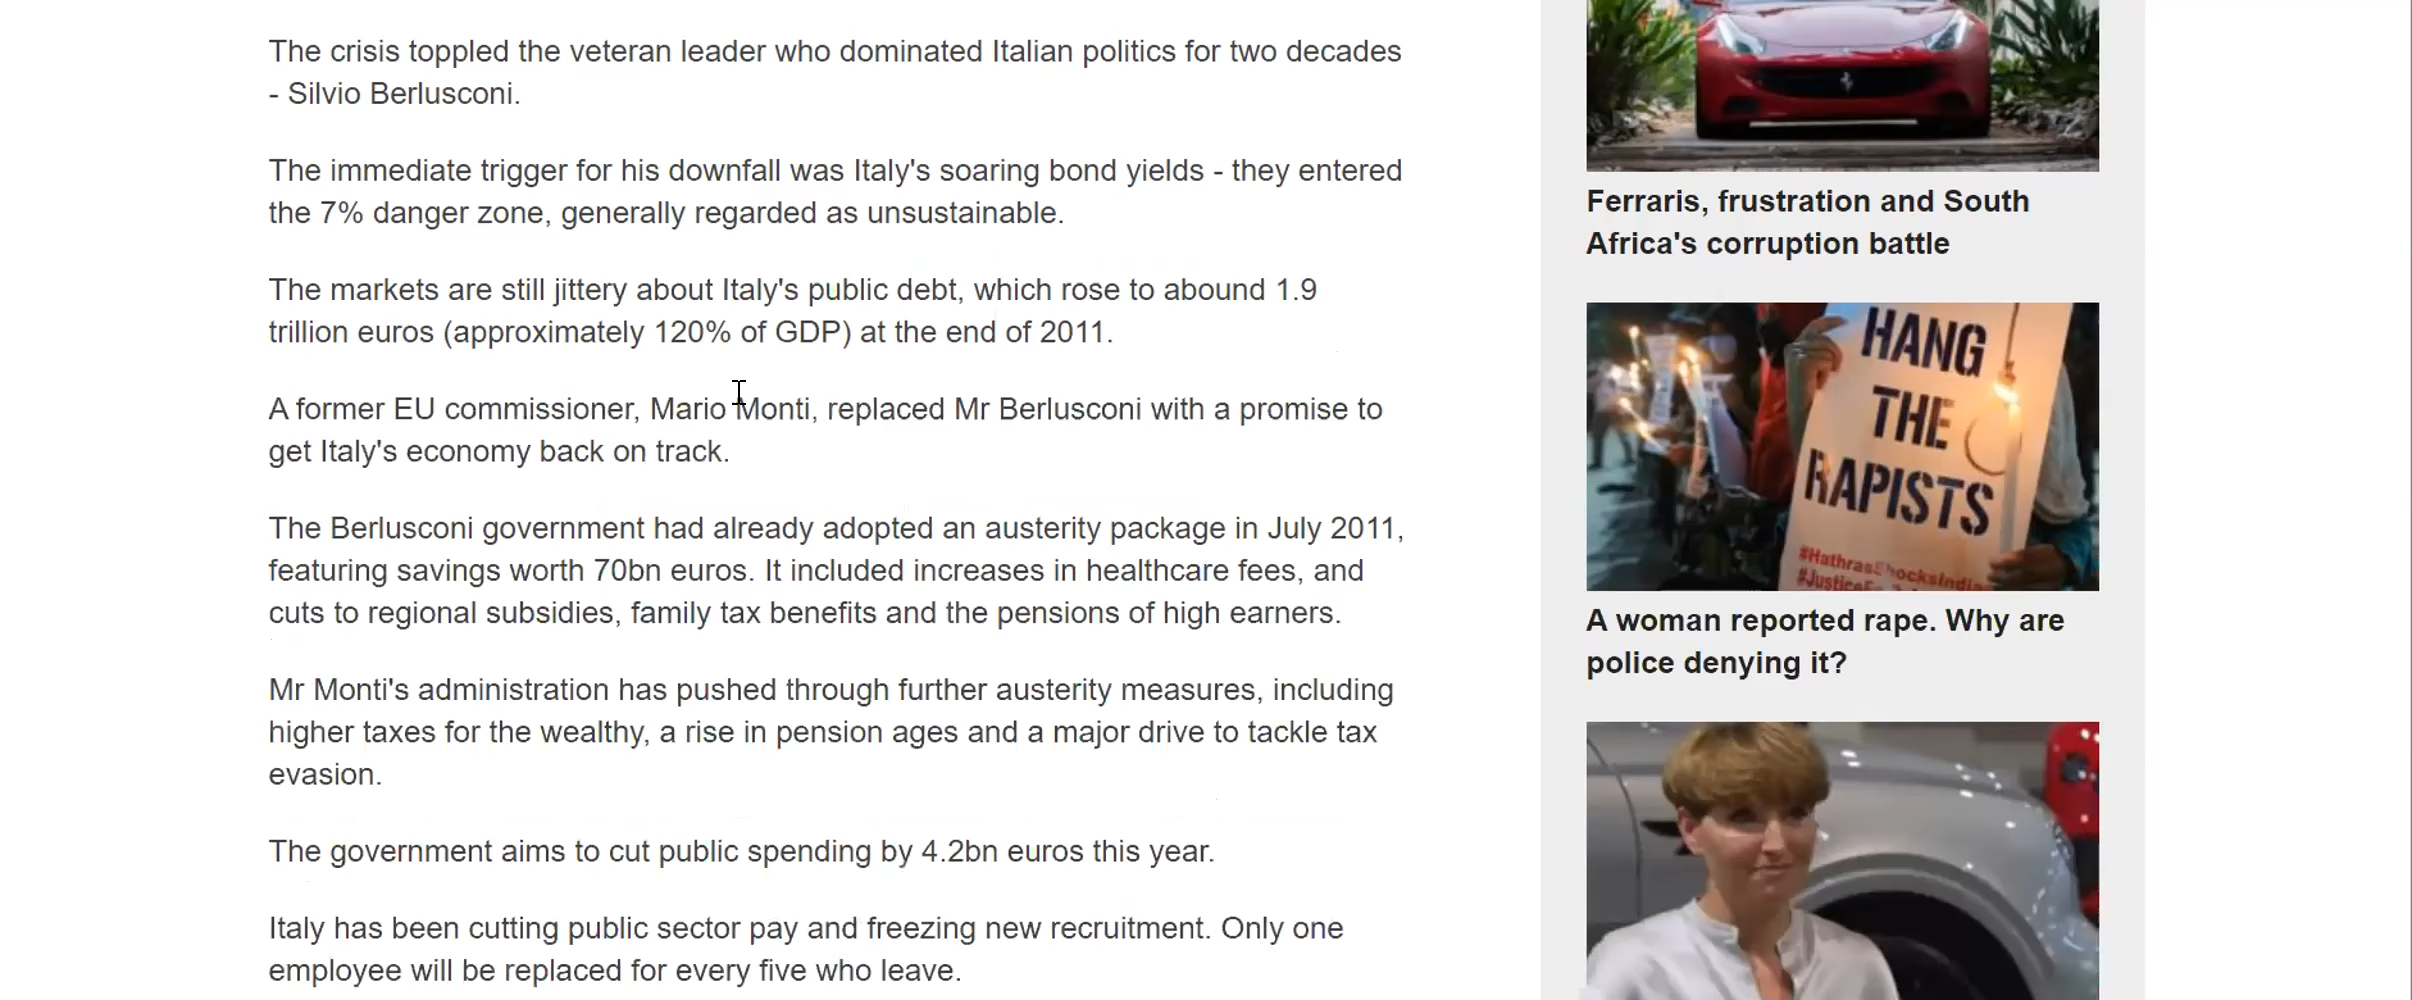 The crisis toppled the veteran leader who dominated Italian politics for two decades
- Silvio Berlusconi.
The immediate trigger for his downfall was Italy's soaring bond yields - they entered
the 7% danger zone, generally regarded as unsustainable.
The markets are still jittery about Italy's public debt, which rose to abound 1.9
trillion euros (approximately 120% of GDP) at the end of 2011.
A former EU commissioner, Mario Monti, replaced Mr Berlusconi with a promise to
get Italy's economy back on track.
The Berlusconi government had already adopted an austerity package in July 2011,
featuring savings worth 70bn euros. It included increases in healthcare fees, and
cuts to regional subsidies, family tax benefits and the pensions of high earners.
Mr Monti's administration has pushed through further austerity measures, including
higher taxes for the wealthy, a rise in pension ages and a major drive to tackle tax
evasion.
The government aims to cut public spending by 4.2bn euros this year.
Italy has been cutting public sector pay and freezing new recruitment. Only one
employee will be replaced for every five who leave.
Ferraris, frustration and South
Africa's corruption battle
HANG
THE
RAPISTS
A woman reported rape. Why are
police denying it?